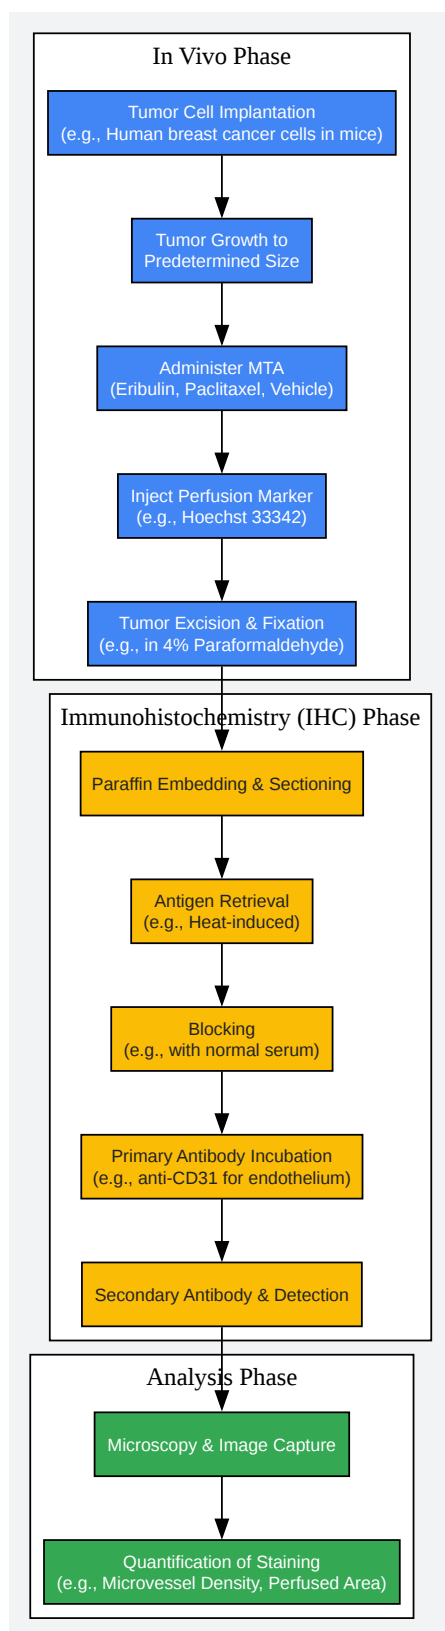 In Vivo Phase
Tumor Cell Implantation
(e.g., Human breast cancer cells in mice)
Tumor Growth to
Predetermined Size
Administer MTA
(Eribulin, Paclitaxel, Vehicle)
Inject Perfusion Marker
(e.g., Hoechst 33342)
Tumor Excision & Fixation
(e.g., in 4% Paraformaldehyde)
Immunohistochemistry (IHC) Phase
Paraffin Embedding & Sectioning
Antigen Retrieval
(e.g., Heat-induced)
Blocking
(e.g., with normal serum)
Primary Antibody Incubation
(e.g., anti-CD31 for endothelium)
Secondary Antibody & Detection
Analysis Phase
Microscopy & Image Capture
Quantification of Staining
(e.g., Microvessel Density, Perfused Area)